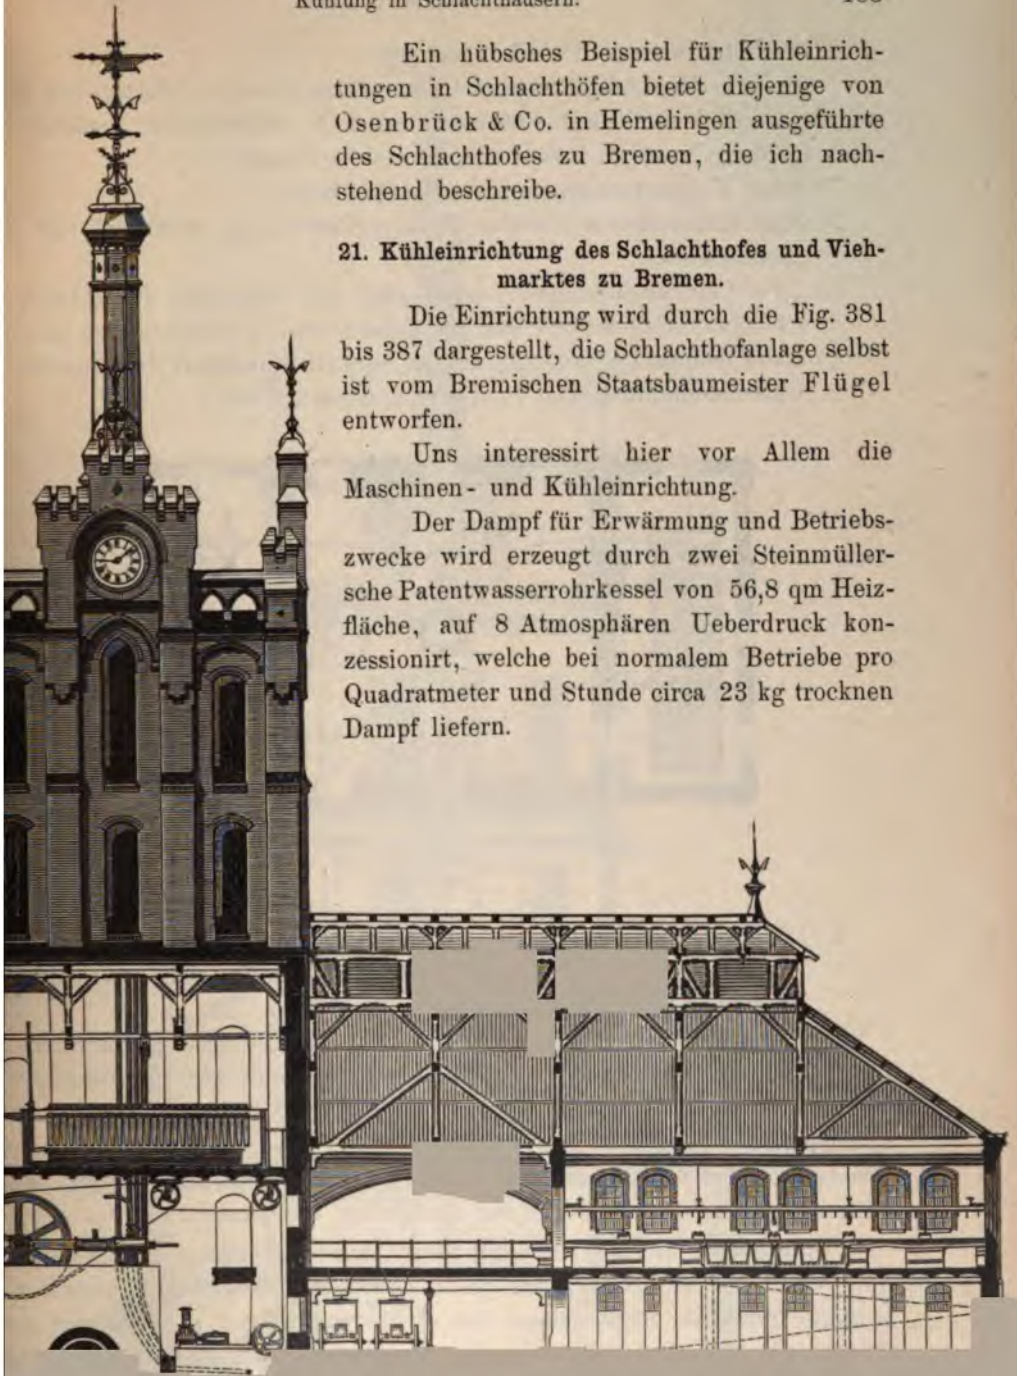 Kühlung in Schlachthäusern.
Ein hübsches Beispiel für Kühleinrich-
tungen in Schlachthöfen bietet diejenige von
Osenbrück & Co. in Hemelingen ausgeführte
des Schlachthofes zu Bremen, die ich nach-
stehend beschreibe.
21. Kühleinrichtung des Schlachthofes und Vieh-
marktes zu Bremen.
Die Einrichtung wird durch die Fig. 381
bis 387 dargestellt, die Schlachthofanlage selbst
ist vom Bremischen Staatsbaumeister Flügel
entworfen.
Uns interessirt hier vor Allem die
Maschinen- und Kühleinrichtung.
Der Dampf für Erwärmung und Betriebs-
zwecke wird erzeugt durch zwei Steinmüller-
sche Patentwasserrohrkessel von 56,8 qm Heiz-
fläche, auf 8 Atmosphären Ueberdruck kon-
zessionirt, welche bei normalem Betriebe pro
Quadratmeter und Stunde circa 23 kg trocknen
Dampf liefern.